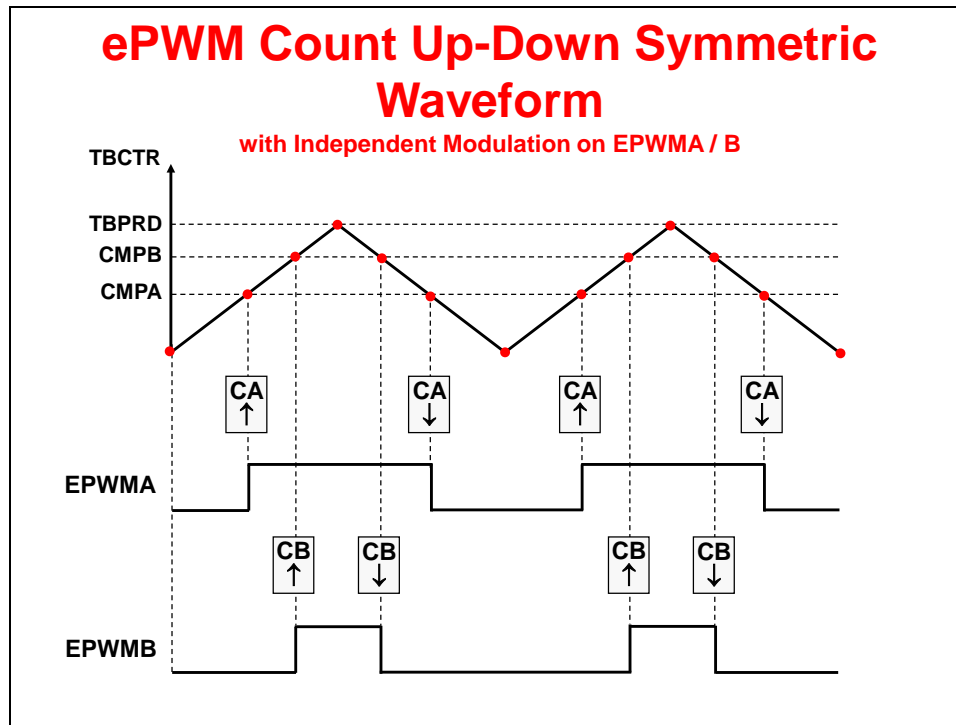 ePWM Count Up-Down Symmetric
Waveform
with Independent Modulation on EPWMA / B
TBCTR
TBPRD
CMPB
CMPA
CA
↑
CA
↓
CA
↑
CA
↓
EPWMA
CB
↑
CB
↓
CB
↑
CB
↓
EPWMB